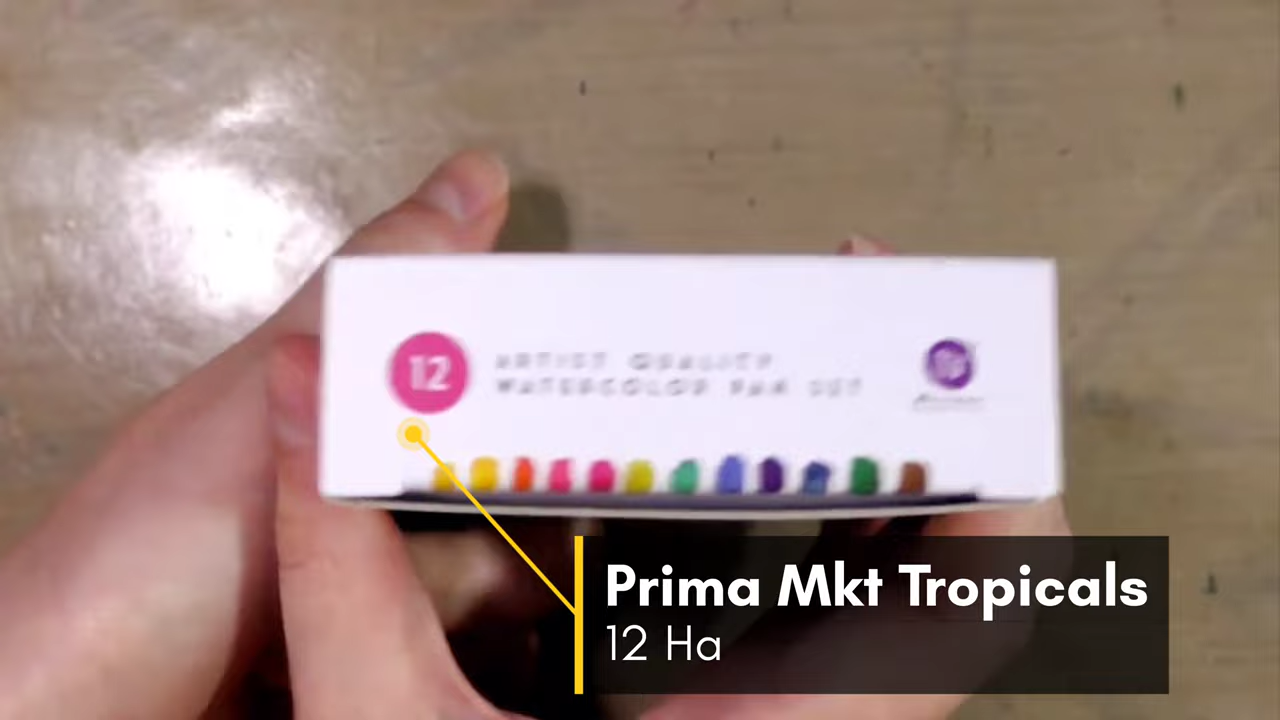 12
ARTIST QUALITY
WATERCOLOR PAN SET
Prima Mkt Tropicals
12 Ha